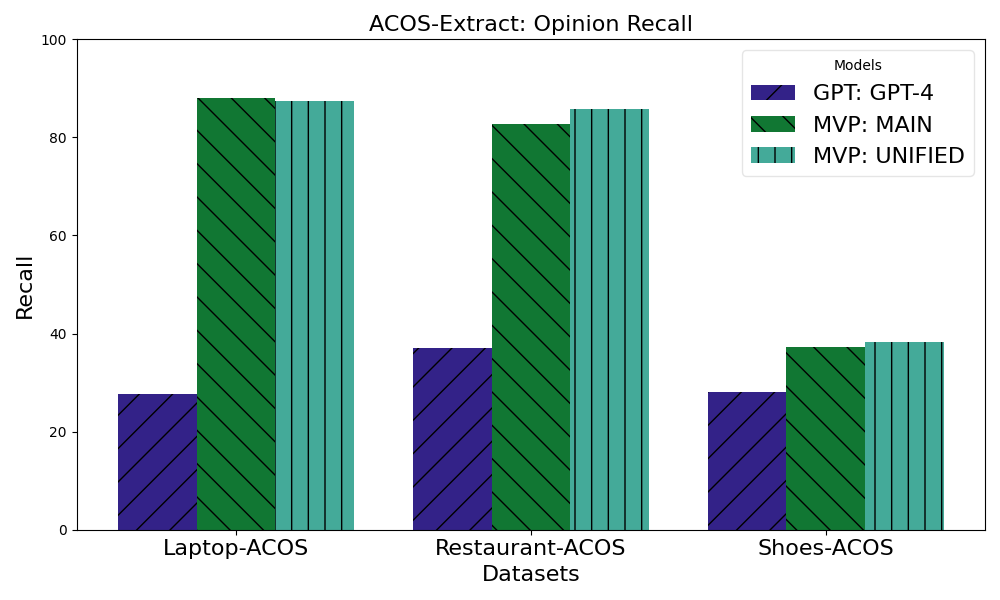 ACOS-Extract: Opinion Recall
Models
GPT: GPT-4
MVP: MAIN
MVP: UNIFIED
Recall
100
80
60
40
20
0
Laptop-ACOS
Restaurant-ACOS
Shoes-ACOS
Datasets